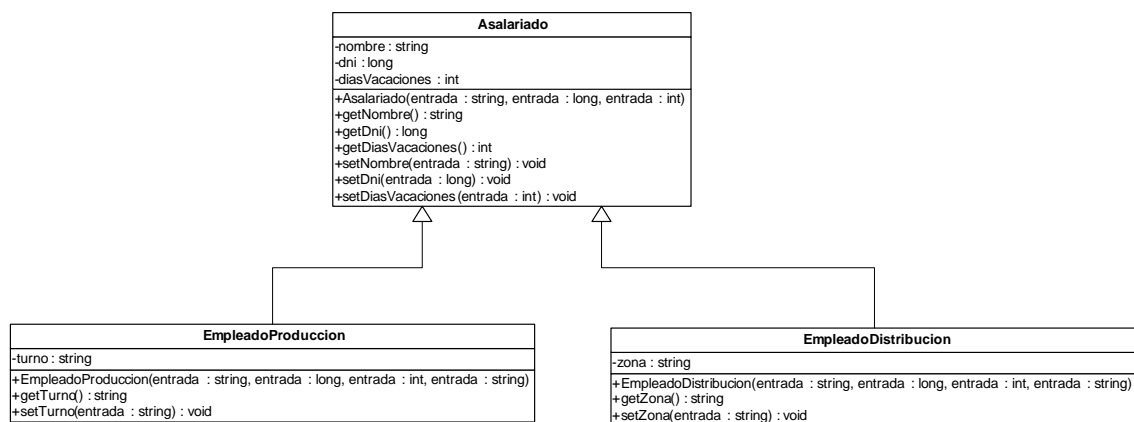 Asalariado
-nombre : string
-dni : long
-diasVacaciones : int
+Asalariado(entrada : string, entrada : long, entrada : int)
+getNombre() : string
+getDni() : long
+getDiasVacaciones() : int
+setNombre(entrada : string) : void
+setDni(entrada : long) : void
+setDiasVacaciones(entrada : int) : void
EmpleadoProduccion
-turno : string
+EmpleadoProduccion(entrada : string, entrada : long, entrada : int, entrada : string)
+getTurno() : string
+setTurno(entrada : string) : void
EmpleadoDistribucion
-zona : string
+EmpleadoDistribucion(entrada : string, entrada : long, entrada : int, entrada : string)
+getZona() : string
+setZona(entrada : string) : void